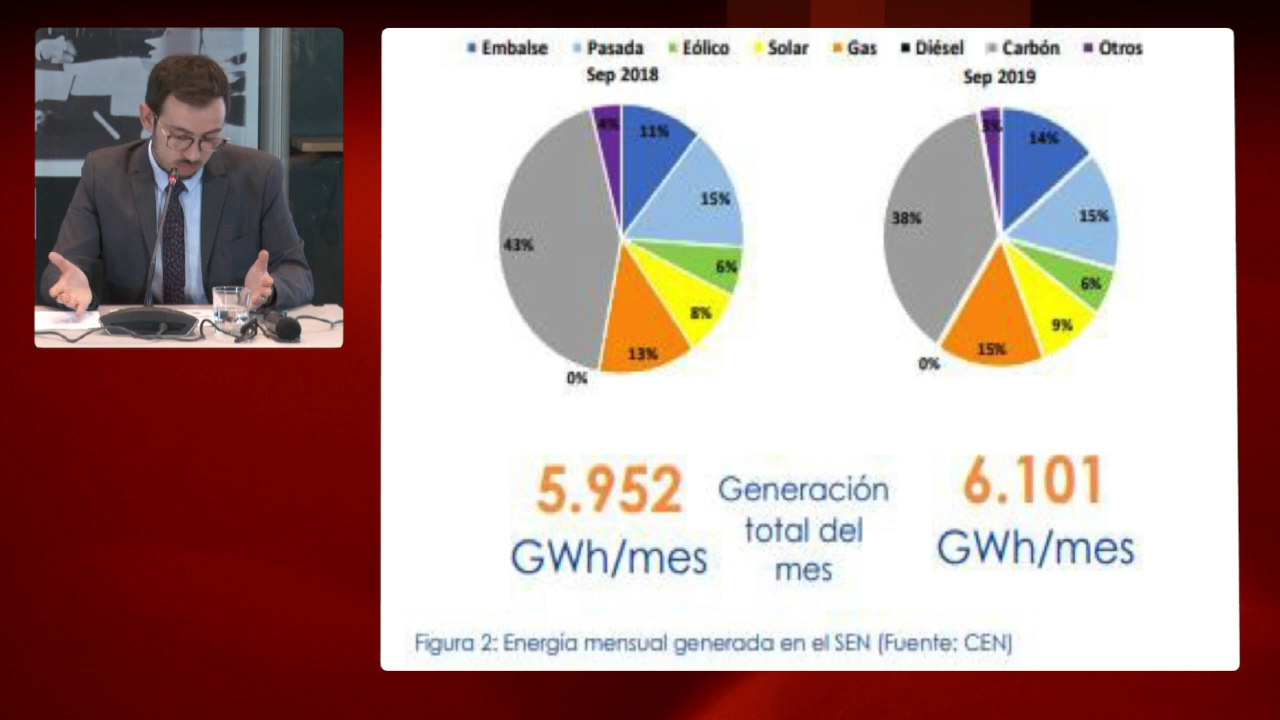 Embalse Pasada Eólico Solar Gas Diésel Carbón Otros
Sep 2018 Sep 2019
4% 11% 15% 6% 8% 13% 0% 43%
3% 14% 15% 6% 9% 15% 0% 38%
5.952 GWh/mes
Generación
total del
mes
6.101 GWh/mes
Figura 2: Energía mensual generada en el SEN (Fuente: CEN)